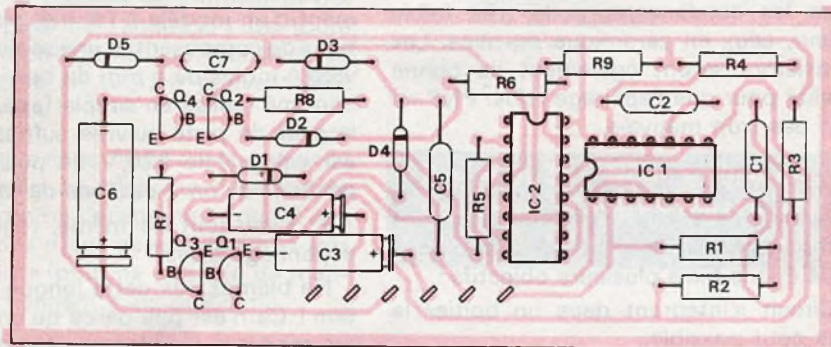 D5
C7
D3
R9
R4
R6
C Q4
C Q2
R8
C2
B
B
E
E
D2
D4
C5
R5
IC 2
IC 1
C1
R3
D1
C6
R7
- C4 +
Q3
Q1
E
E
C3 +
R1
B
B
+
C
C
R2